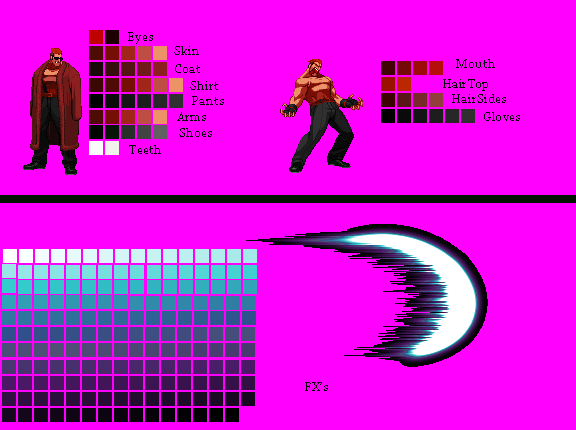 Eyes
Skin
Coat
Shirt
Pants
Arms
Shoes
Teeth
Mouth
HairTop
HairSides
Gloves
FX's